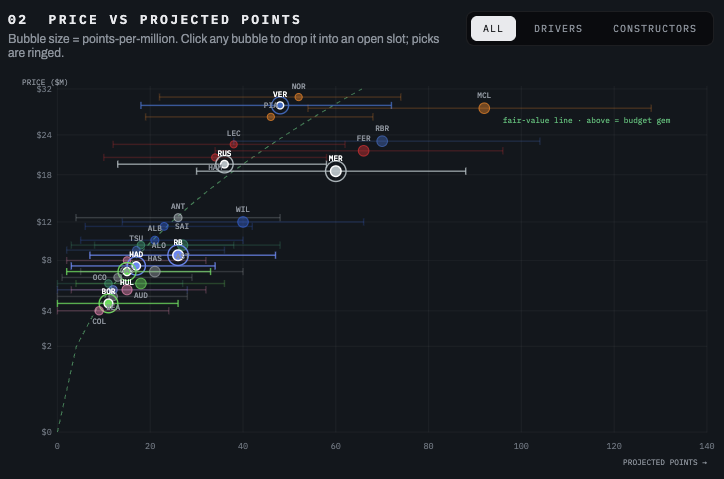 02 PRICE VS PROJECTED POINTS
Bubble size = points-per-million. Click any bubble to drop it into an open slot; picks
are ringed.
ALL
DRIVERS
CONSTRUCTORS
PRICE ($M)
$32
NOR
VER
MCL
fair-value line · above = budget gem
$24
LEC
RBR
FER
RUS
MER
$18
ANT
WIL
$12
ALB
SAI
TSU
ALO
RB
HAD
HAS
$8
OCO
HUL
BOR
AUD
$4
COL
$2
$0
0
20
40
60
80
100
120
140
PROJECTED POINTS →